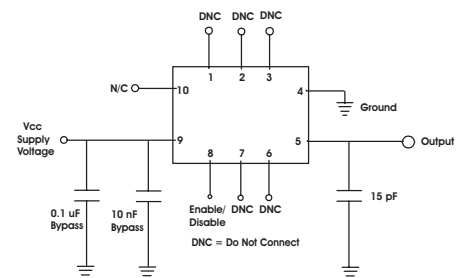 DNC DNC DNC
1 2 3
N/C 10 4
Ground
Vcc
Supply
Voltage
9 5 Output
8 7 6
0.1 uF
Bypass
10 nF
Bypass
Enable/
Disable
DNC DNC
15 pF
DNC = Do Not Connect